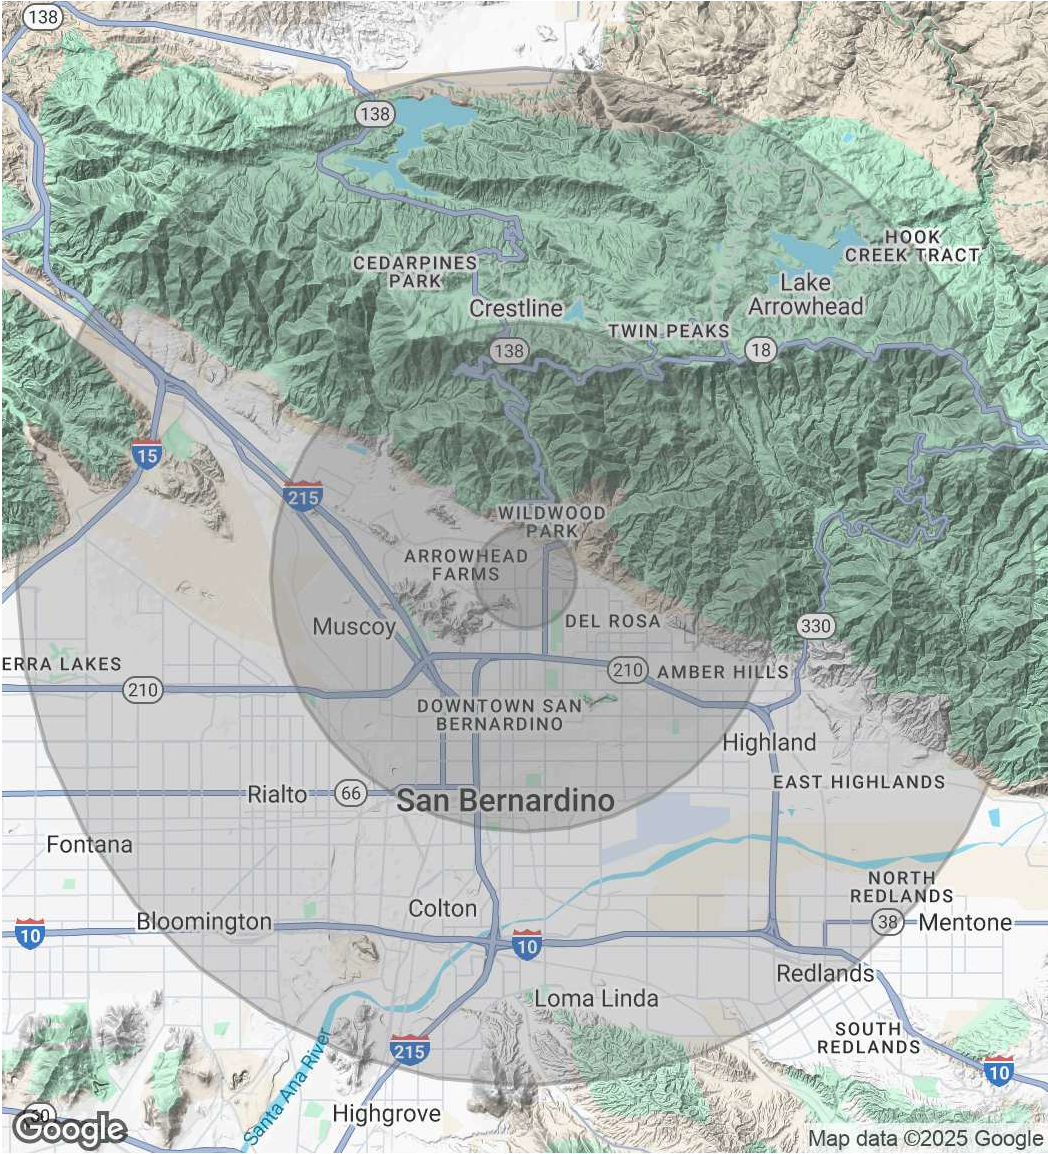 138
138
HOOK
CREEK TRACT
CEDARPINES
PARK
Lake
Arrowhead
Crestline
TWIN PEAKS
138
18
15
215
WILDWOOD
PARK
ARROWHEAD
FARMS
Muscoy
DEL ROSA
330
ERRA LAKES
210
AMBER HILLS
210
DOWNTOWN SAN
BERNARDINO
Highland
EAST HIGHLANDS
Rialto
66
San Bernardino
Fontana
NORTH
REDLANDS
Colton
Bloomington
38
Mentone
10
10
Redlands
Loma Linda
SOUTH
REDLANDS
215
10
Santa Ana River
Highgrove
Google
Map data ©2025 Google